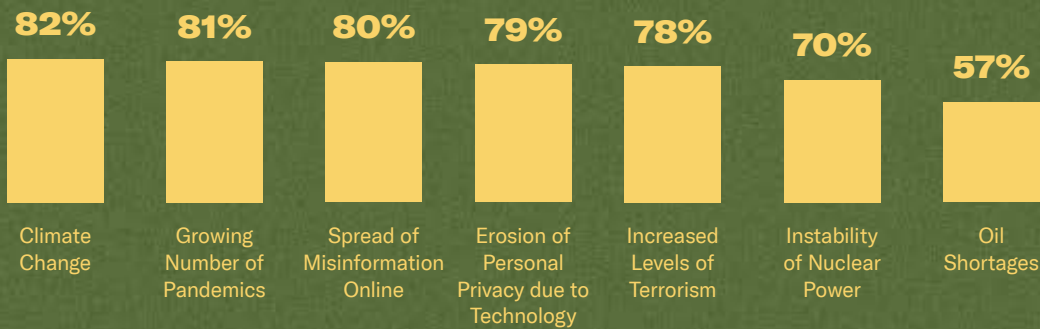 82%
81%
80%
79%
78%
70%
57%
Climate
Change
Growing
Number of
Pandemics
Spread of
Misinformation
Online
Erosion of
Personal
Privacy due to
Technology
Increased
Levels of
Terrorism
Instability
of Nuclear
Power
Oil
Shortages